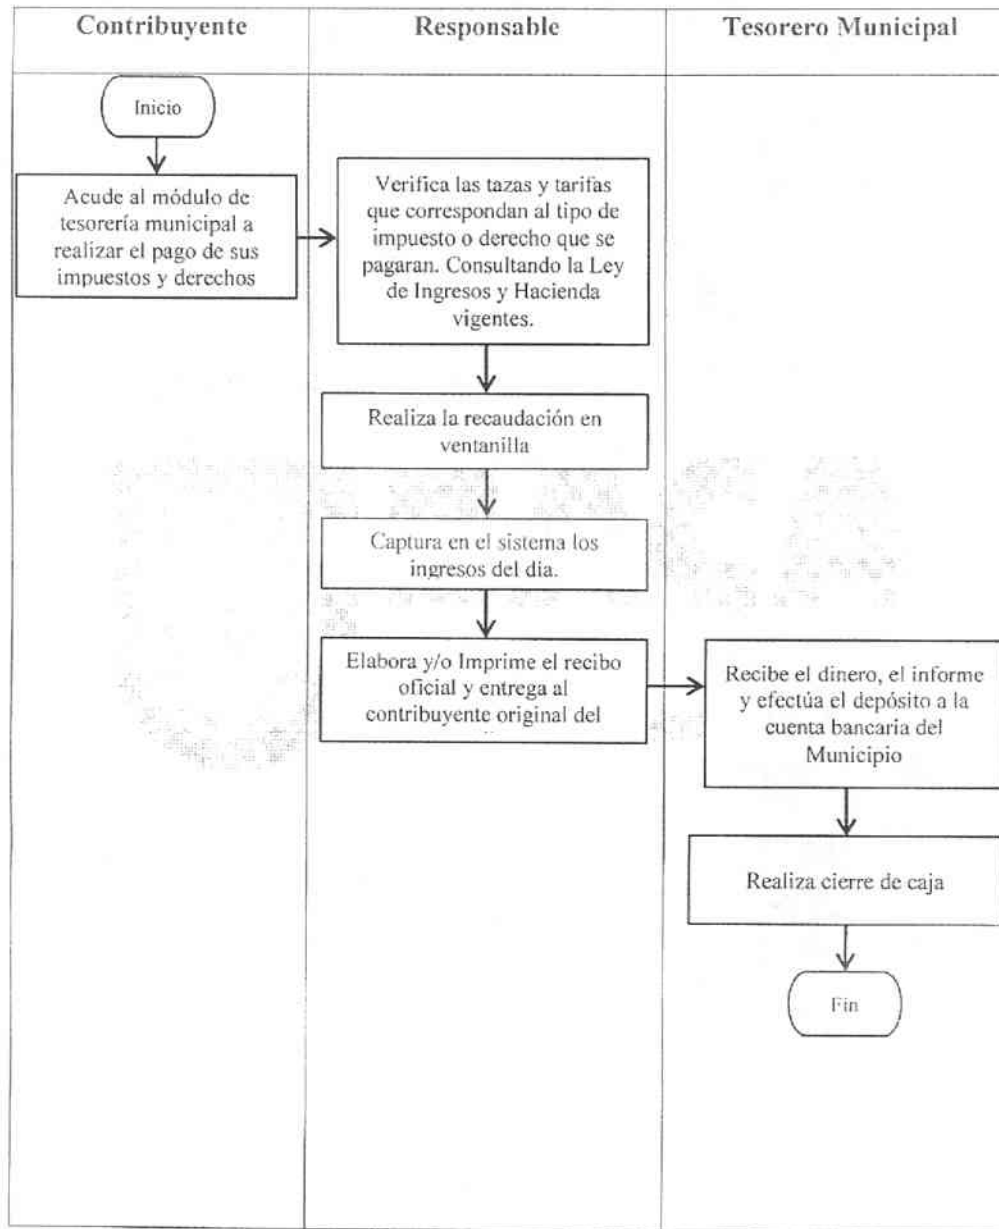 Contribuyente
Responsable
Tesorero Municipal
Inicio
Acude al módulo de
tesorería municipal a
realizar el pago de sus
impuestos y derechos
Verifica las tazas y tarifas
que correspondan al tipo de
impuesto o derecho que se
pagaran. Consultando la Ley
de Ingresos y Hacienda
vigentes.
Realiza la recaudación en
ventanilla
Captura en el sistema los
ingresos del día.
Elabora y/o Imprime el recibo
oficial y entrega al
contribuyente original del
Recibe el dinero, el informe
y efectúa el depósito a la
cuenta bancaria del
Municipio
Realiza cierre de caja
Fin